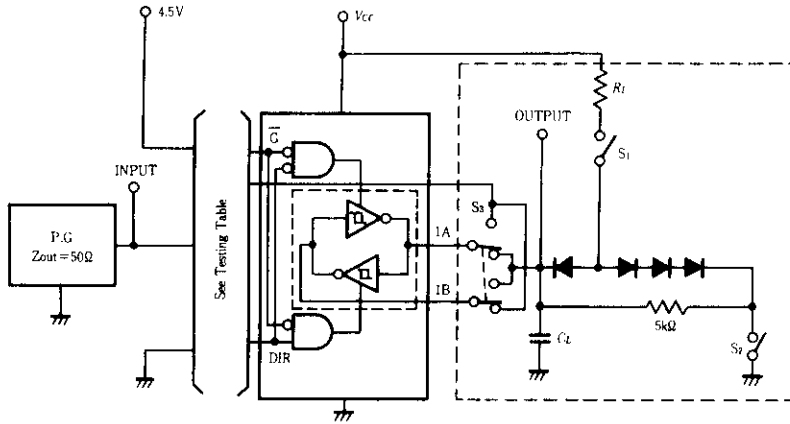 4.5V
Vcc
RL
OUTPUT
S1
INPUT
G
P.G
Zout=50Ω
See Testing Table
S3
1A
1B
DIR
CL
5kΩ
S2